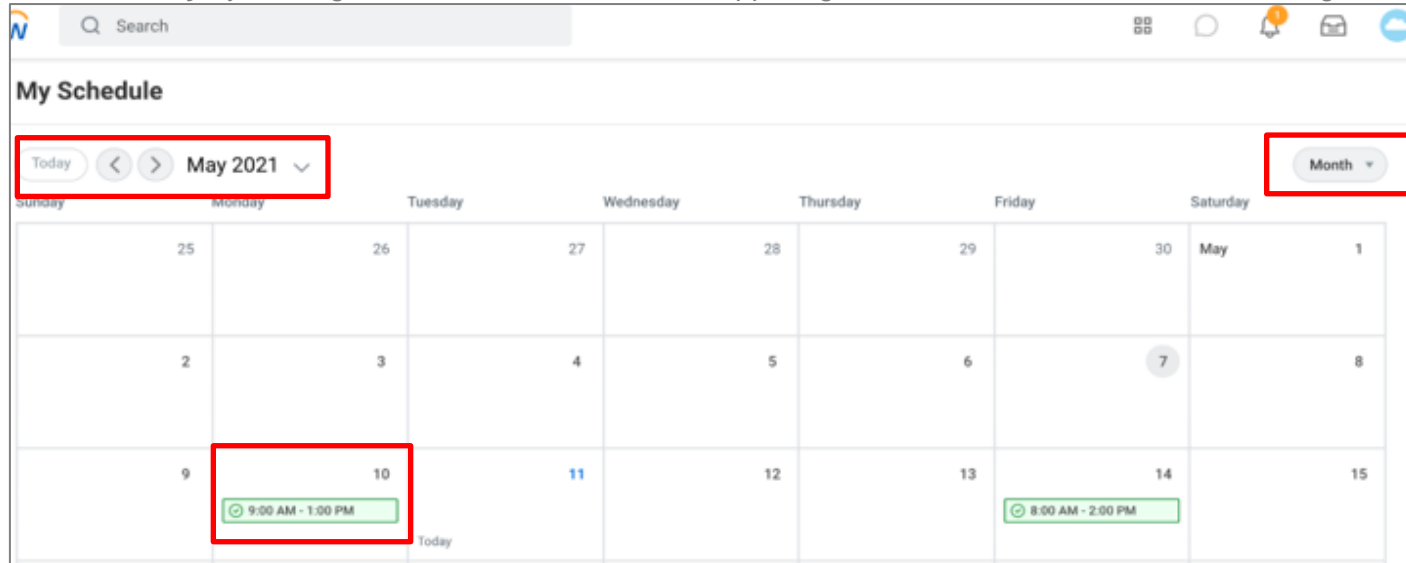 Search
My Schedule
Today May 2021 Month
Sunday Monday Tuesday Wednesday Thursday Friday Saturday
25 26 27 28 29 30 May 1
2 3 4 5 6 7 8
9 10 11 12 13 14 15
9:00 AM - 1:00 PM 8:00 AM - 2:00 PM
Today